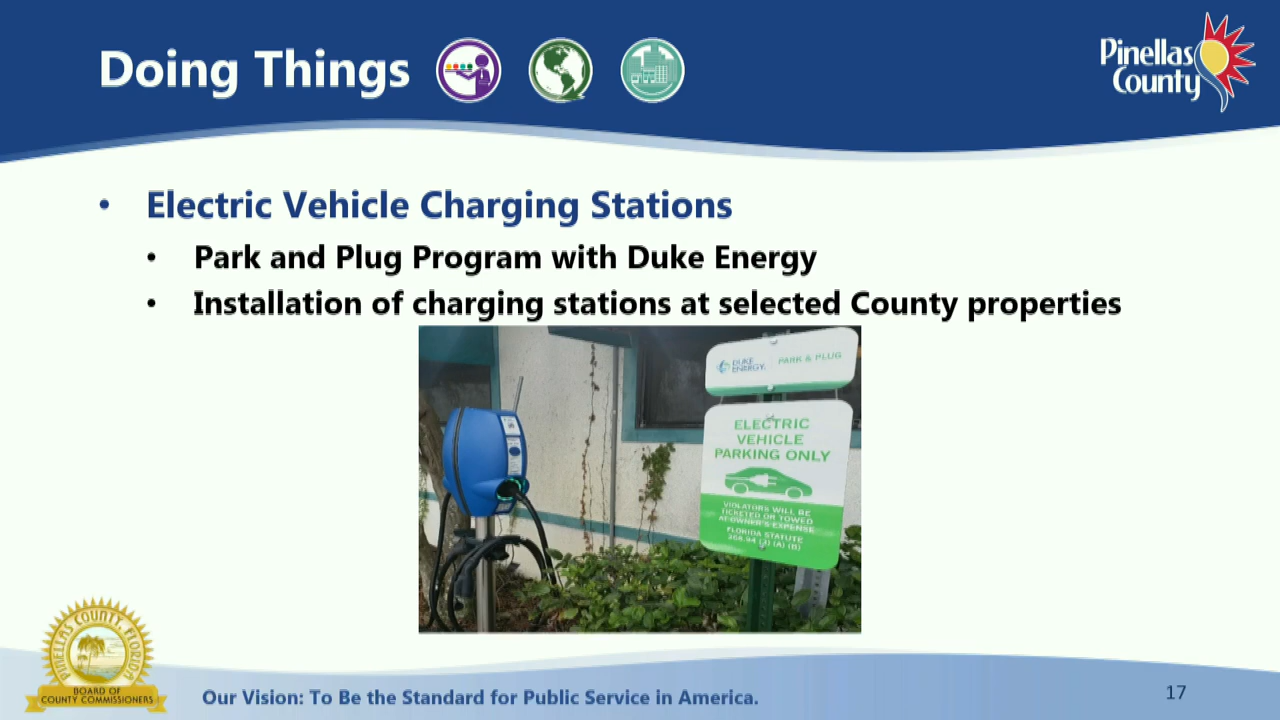 Doing Things
Pinellas
County
• Electric Vehicle Charging Stations
• Park and Plug Program with Duke Energy
• Installation of charging stations at selected County properties
DUKE
ENERGY.
PARK & PLUG
ELECTRIC
VEHICLE
PARKING ONLY
VIOLATORS WILL BE
TICKETED OR TOWED
AT OWNER'S EXPENSE
FLORIDA STATUTE
PINELLAS COUNTY, FLORIDA
BOARD OF
COUNTY COMMISSIONERS
Our Vision: To Be the Standard for Public Service in America.
17